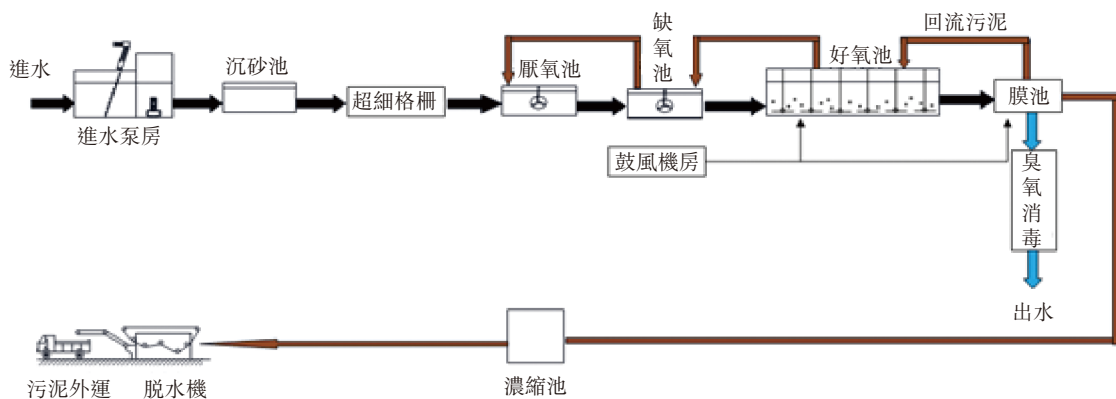 進水
進水泵房
沉砂池
超細格柵
厭氧池
缺氧池
好氧池
回流污泥
膜池
鼓風機房
臭氧消毒
出水
污泥外運
脱水機
濃縮池